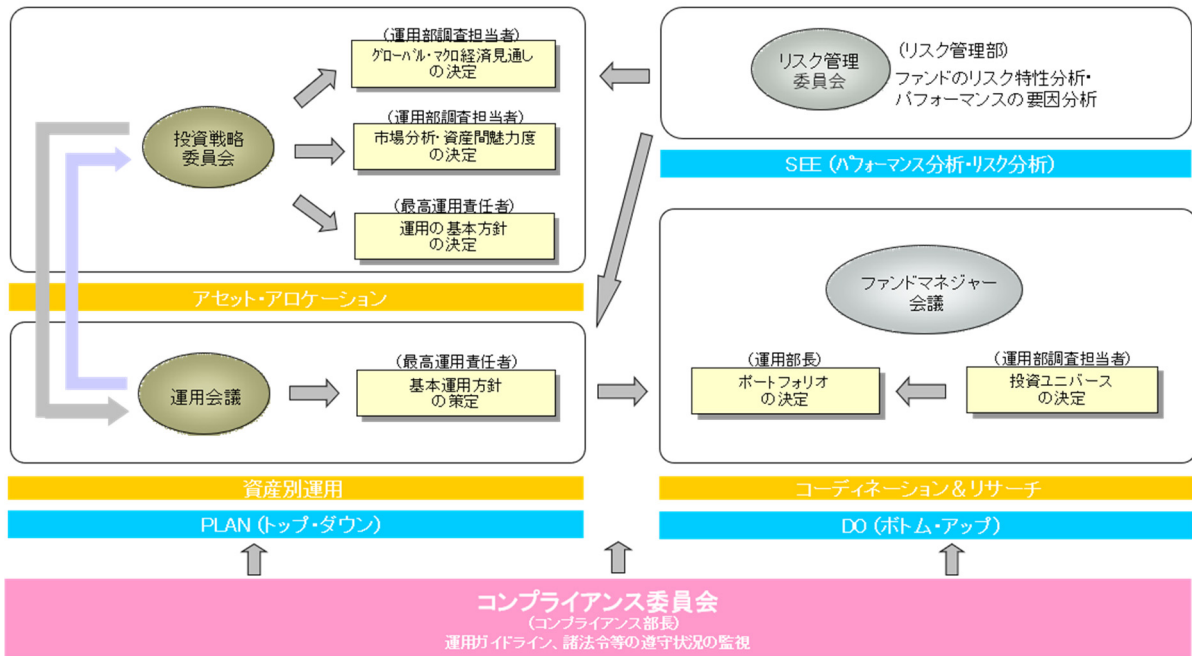 (運用部調査担当者)
グローバル・マクロ経済見通し
の決定
投資戦略
委員会
(運用部調査担当者)
市場分析・資産間魅力度
の決定
(最高運用責任者)
運用の基本方針
の決定
アセット・アロケーション
リスク管理
委員会
(リスク管理部)
ファンドのリスク特性分析・
パフォーマンスの要因分析
SEE (パフォーマンス分析・リスク分析)
運用会議
(最高運用責任者)
基本運用方針
の策定
資産別運用
PLAN (トップ・ダウン)
ファンドマネジャー
会議
(運用部長)
ポートフォリオ
の決定
(運用部調査担当者)
投資ユニバース
の決定
コーディネーション&リサーチ
DO (ボトム・アップ)
コンプライアンス委員会
(コンプライアンス部長)
運用ガイドライン、諸法令等の遵守状況の監視